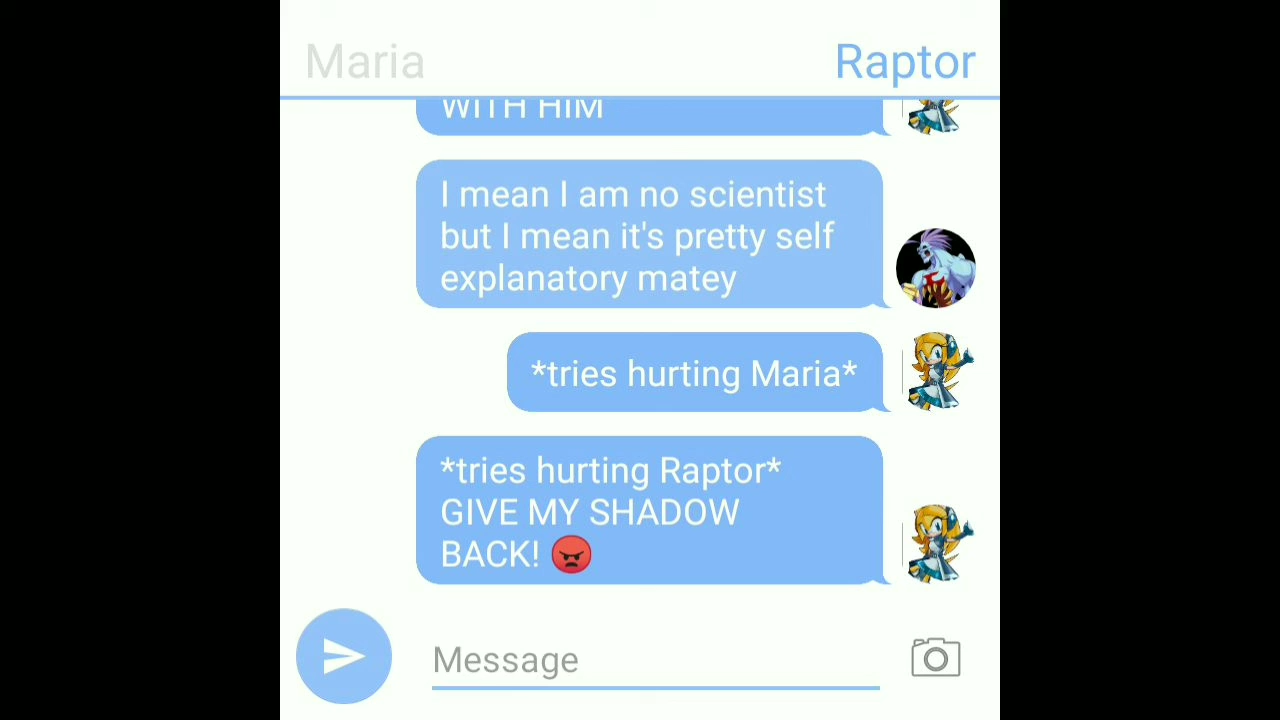 Maria
Raptor
WITH HIM
I mean I am no scientist
but I mean it's pretty self
explanatory matey
*tries hurting Maria*
*tries hurting Raptor*
GIVE MY SHADOW
BACK! 😡
Message